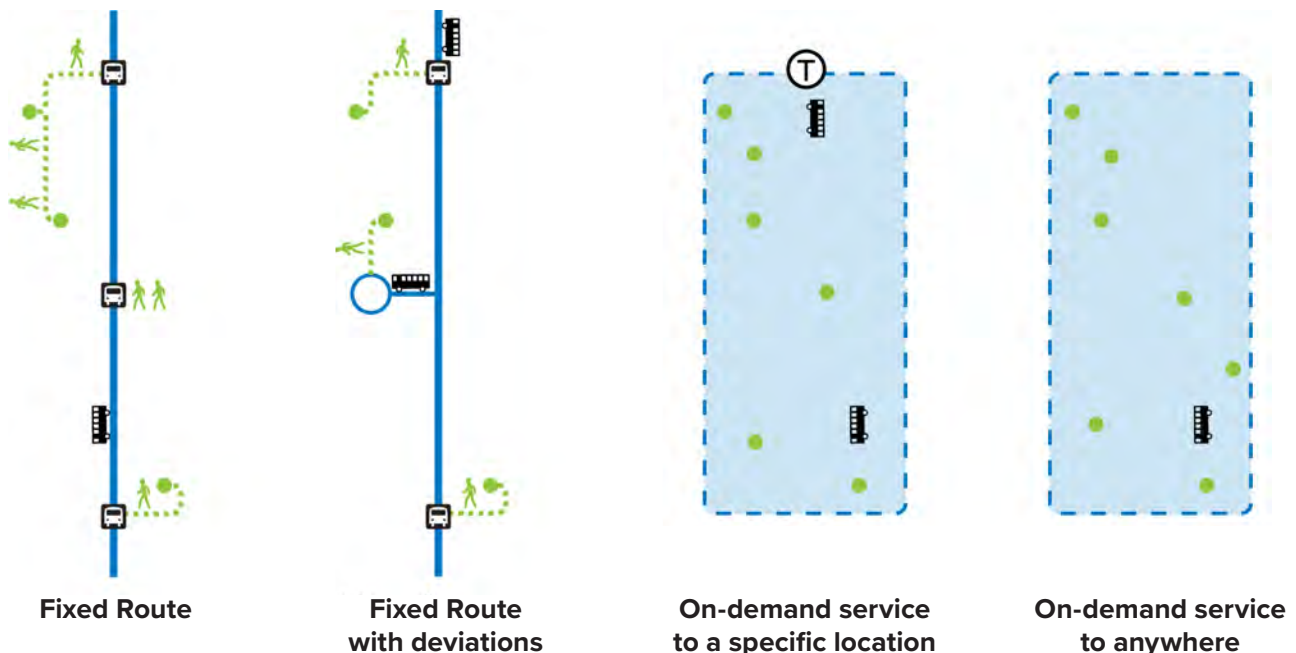 T
Fixed Route
Fixed Route
with deviations
On-demand service
to a specific location
On-demand service
to anywhere